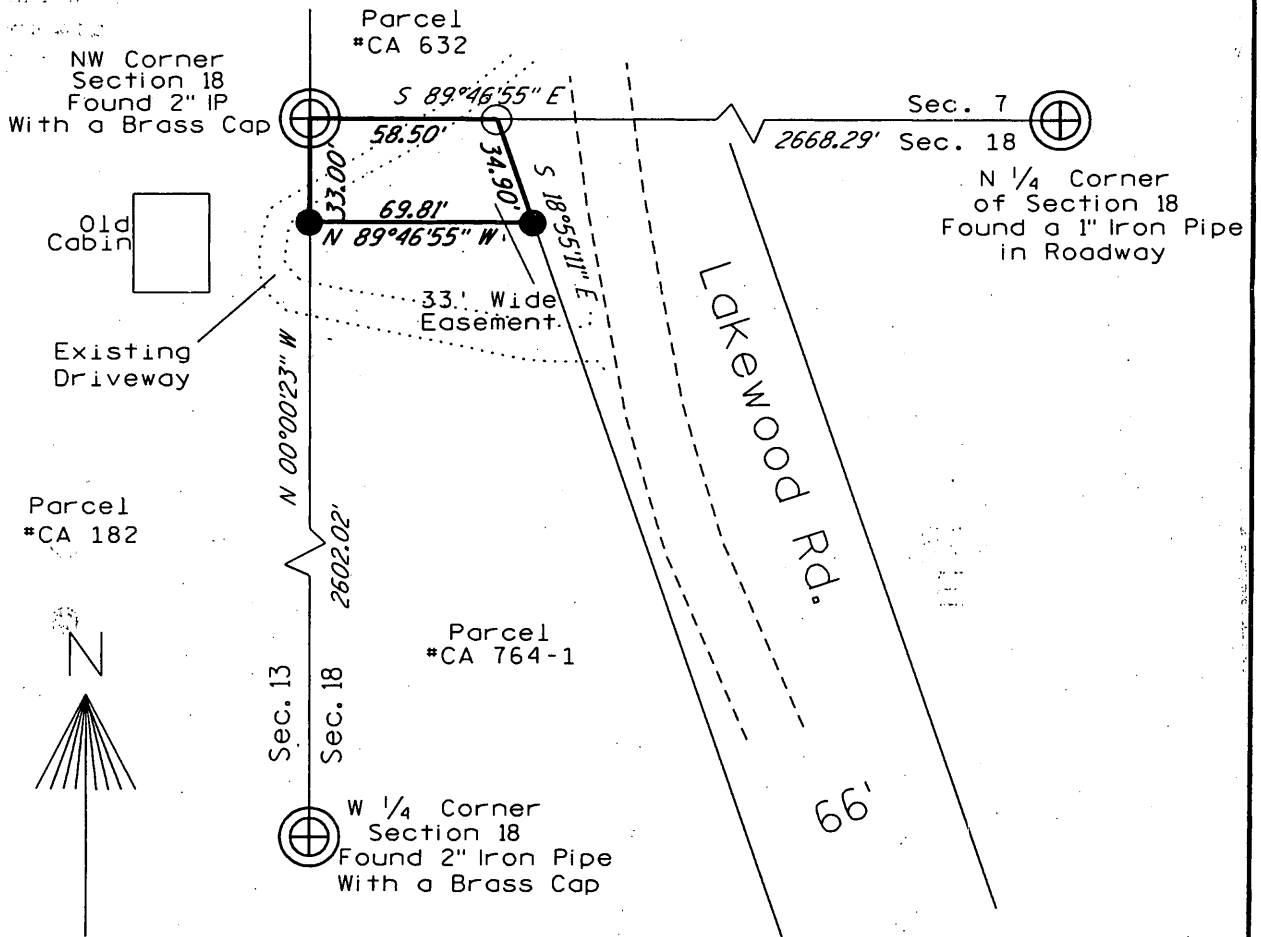 Parcel
#CA 632
NW Corner
Section 18
Found 2" IP
With a Brass Cap
S 89°46'55" E
58.50'
Sec. 7
2668.29' Sec. 18
N 1/4 Corner
of Section 18
Found a 1" Iron Pipe
in Roadway
33.00'
34.90'
S 18°55'11" E
69.81'
N 89°46'55" W
Old
Cabin
33.' Wide
Easement
Existing
Driveway
Lakewood Rd.
N 00°00'23" W
2602.02'
Parcel
#CA 182
Parcel
#CA 764-1
N
Sec. 13
Sec. 18
66'
W 1/4 Corner
Section 18
Found 2" Iron Pipe
With a Brass Cap